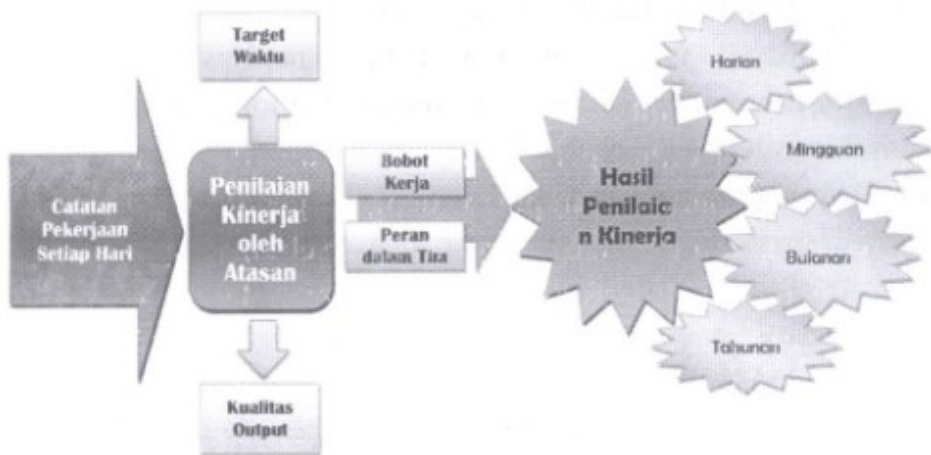 Target
Waktu
Catatan
Pekerjaan
Setiap Hari
Penilaian
Kinerja
oleh
Atasan
Kualitas
Output
Bobot
Kerja
Peran
dalam Tim
Hasil
Penilaia
n Kinerja
Harian
Mingguan
Bulanan
Tahunan